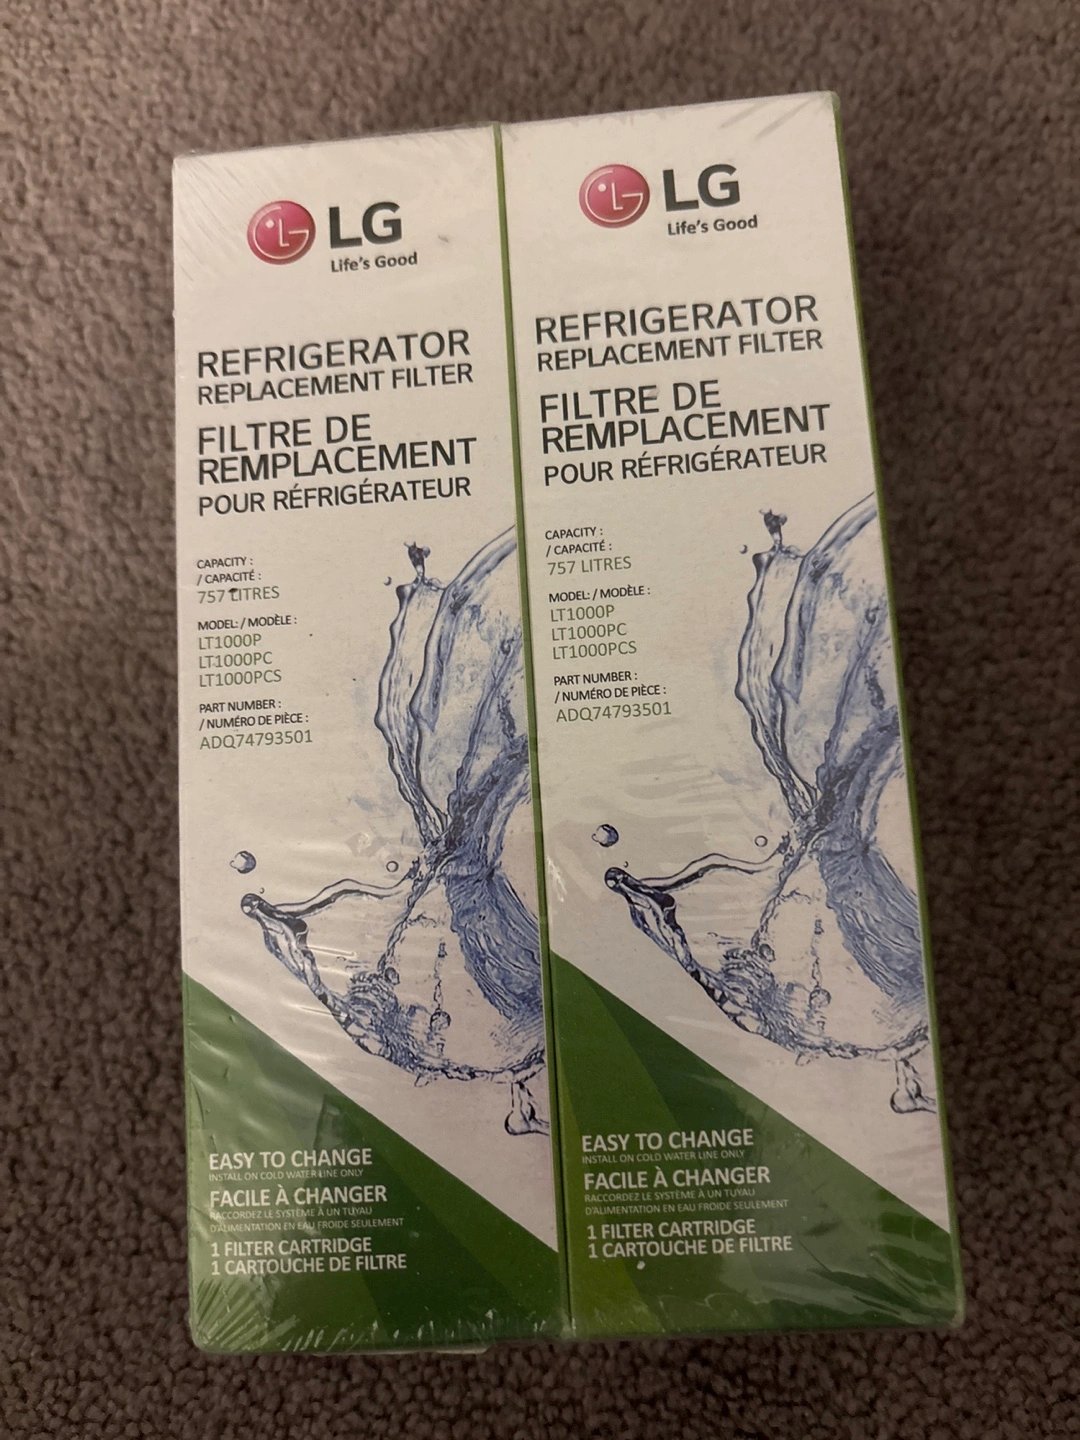 LG
Life's Good
REFRIGERATOR
REPLACEMENT FILTER
FILTRE DE
REMPLACEMENT
POUR RÉFRIGÉRATEUR
CAPACITY :
/ CAPACITÉ :
757 LITRES
MODEL: / MODÈLE :
LT1000P
LT1000PC
LT1000PCS
PART NUMBER :
/ NUMÉRO DE PIÈCE :
ADQ74793501
EASY TO CHANGE
INSTALL ON COLD WATER LINE ONLY
FACILE À CHANGER
RACCORDEZ LE SYSTÈME À UN TUYAU
D'ALIMENTATION EN EAU FROIDE SEULEMENT
1 FILTER CARTRIDGE
1 CARTOUCHE DE FILTRE
LG
Life's Good
REFRIGERATOR
REPLACEMENT FILTER
FILTRE DE
REMPLACEMENT
POUR RÉFRIGÉRATEUR
CAPACITY :
/ CAPACITÉ :
757 LITRES
MODEL: / MODÈLE :
LT1000P
LT1000PC
LT1000PCS
PART NUMBER :
/ NUMÉRO DE PIÈCE :
ADQ74793501
EASY TO CHANGE
INSTALL ON COLD WATER LINE ONLY
FACILE À CHANGER
RACCORDEZ LE SYSTÈME À UN TUYAU
D'ALIMENTATION EN EAU FROIDE SEULEMENT
1 FILTER CARTRIDGE
1 CARTOUCHE DE FILTRE